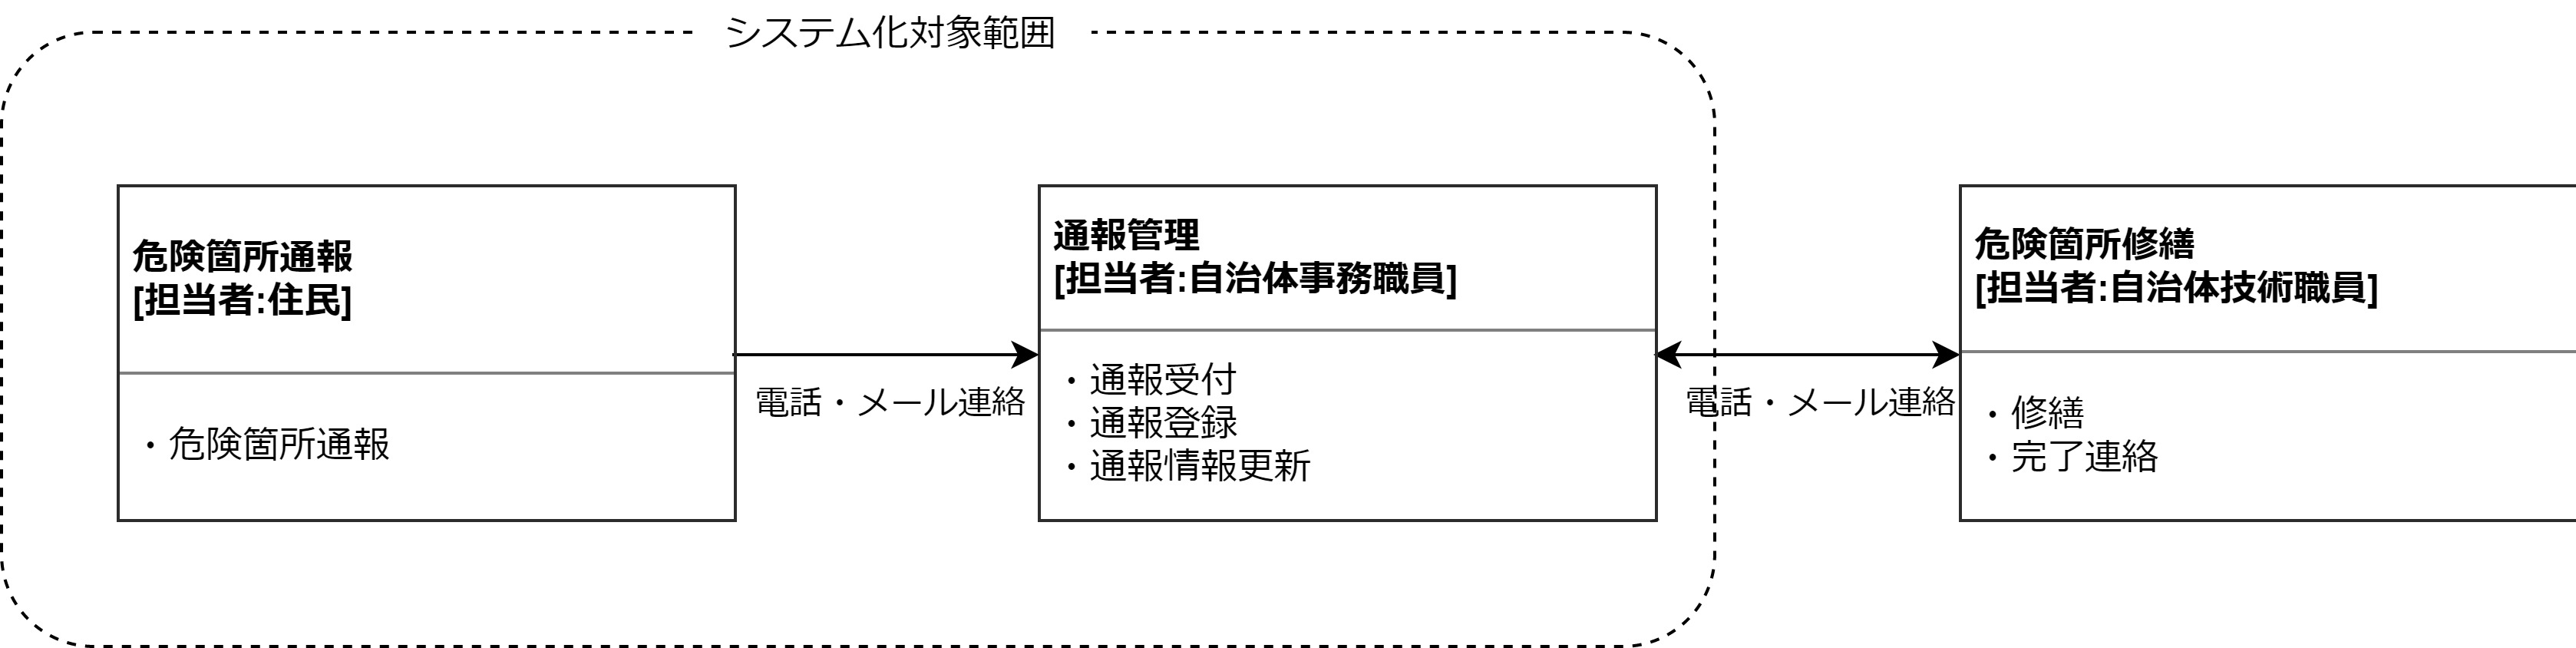 システム化対象範囲
危険箇所通報
[担当者:住民]
・危険箇所通報
電話・メール連絡
通報管理
[担当者:自治体事務職員]
・通報受付
・通報登録
・通報情報更新
電話・メール連絡
危険箇所修繕
[担当者:自治体技術職員]
・修繕
・完了連絡